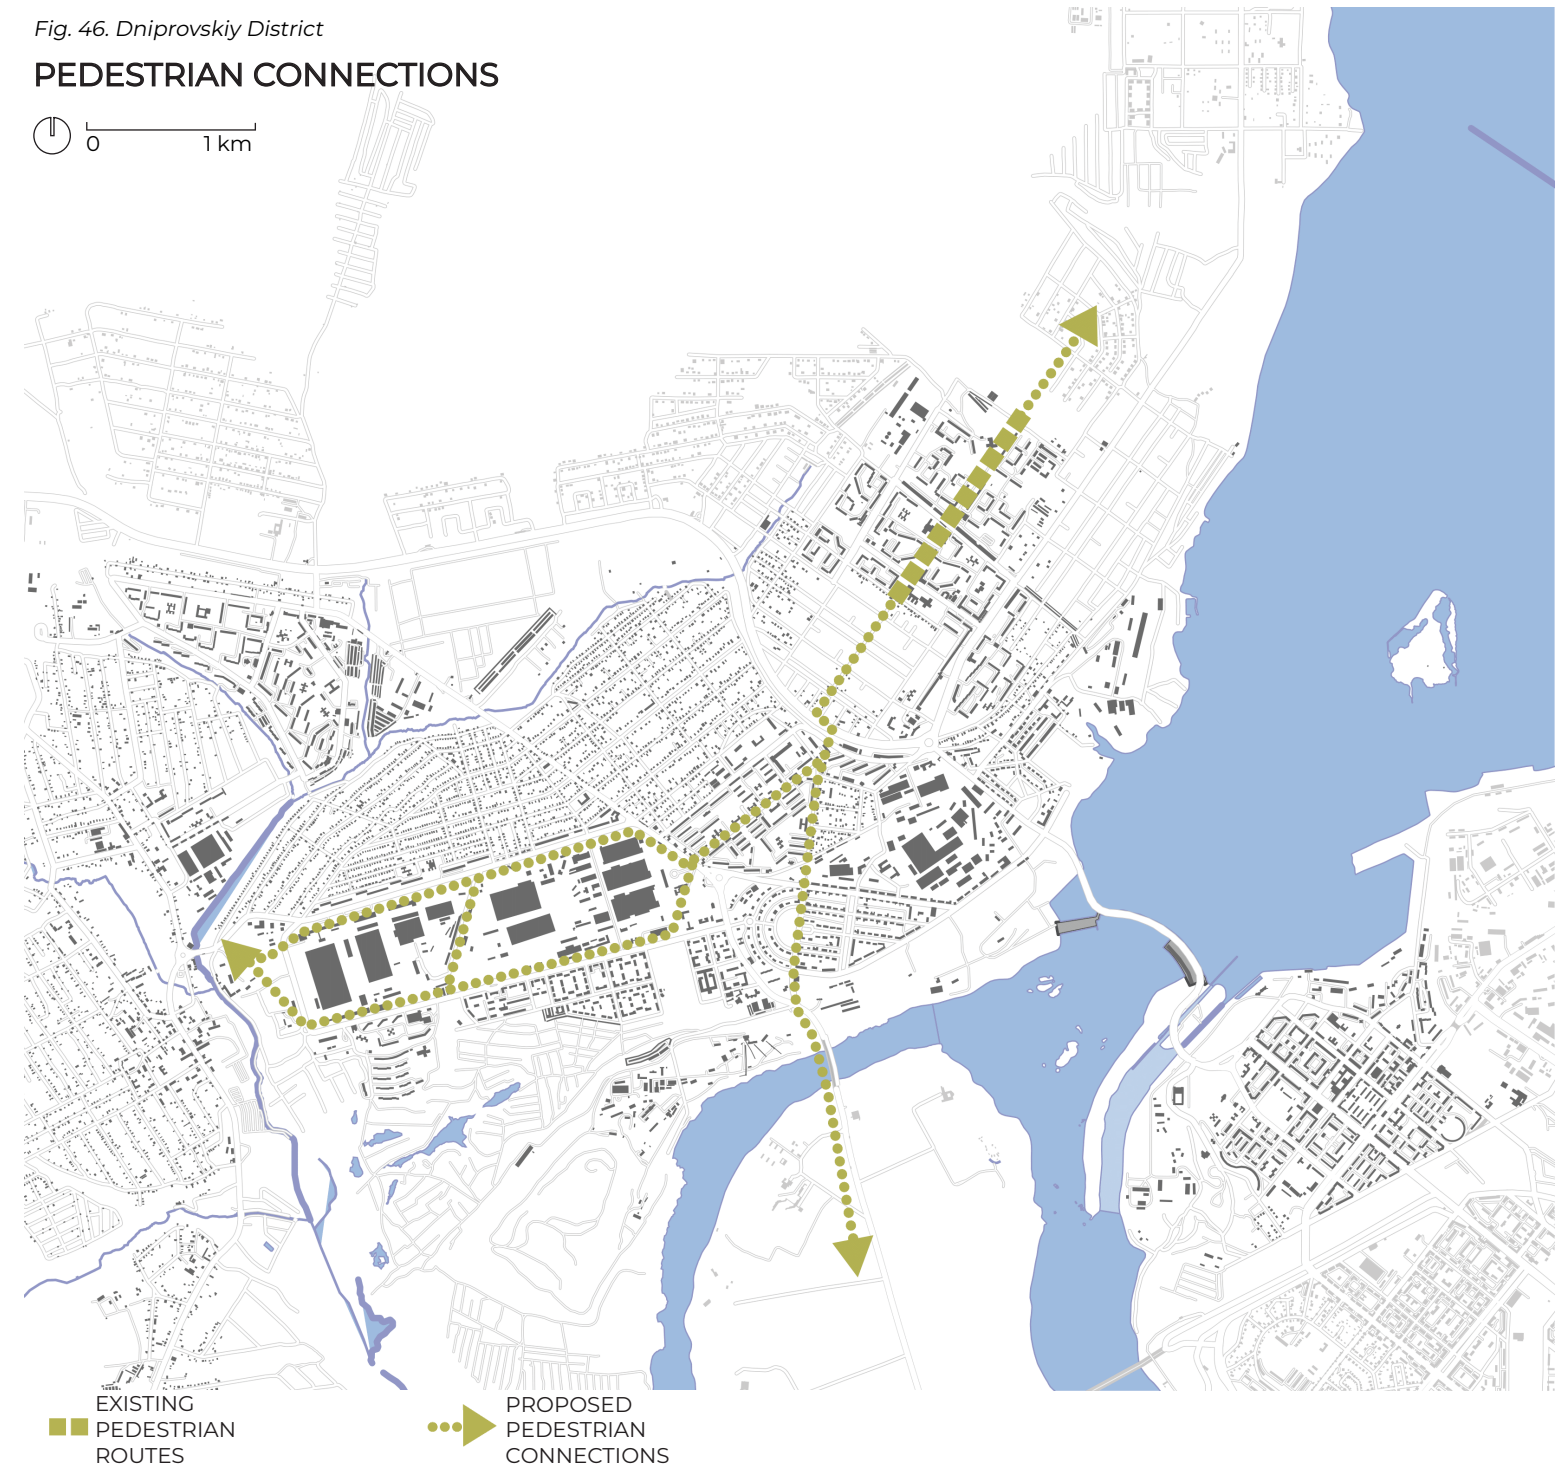 Fig. 46. Dniprovskiy District
PEDESTRIAN CONNECTIONS
0 1 km
EXISTING
PEDESTRIAN
ROUTES
PROPOSED
PEDESTRIAN
CONNECTIONS